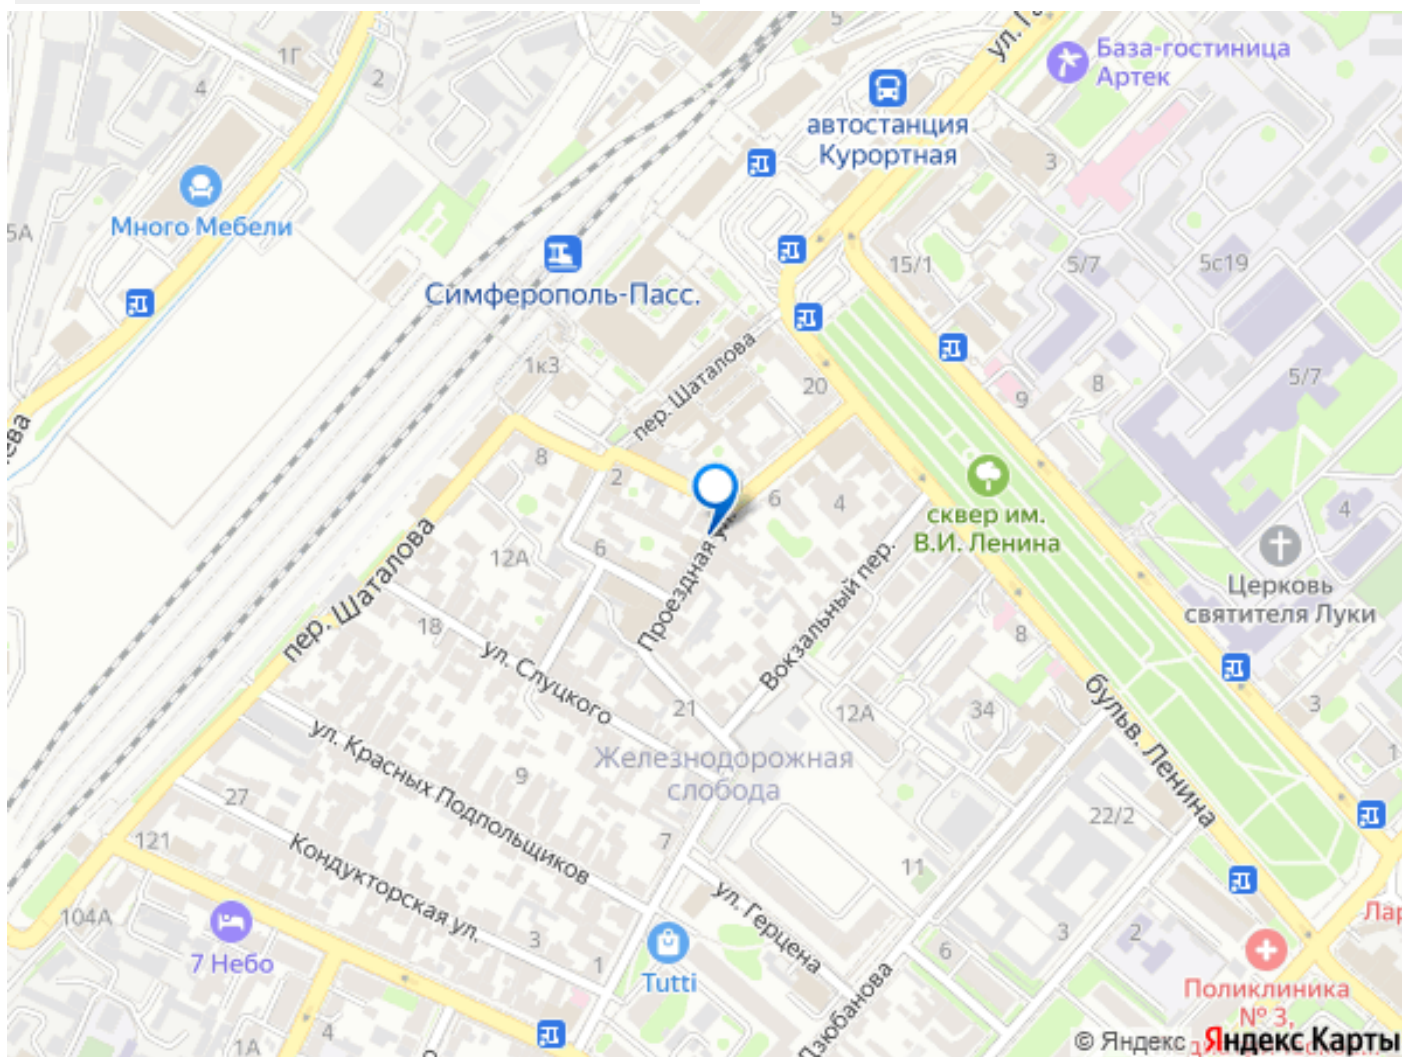 1Г
2
4
5
ул. Га
База-гостиница
Артек
автостанция
Курортная
3
Много Мебели
5А
Симферополь-Пасс.
15/1
5/7
5с19
1к3
пер. Шаталова
20
9
8
5/7
8
2
6
4
сквер им.
В.И. Ленина
4
Церковь
святителя Луки
12А
6
пер. Шаталова
Проездная ул.
Вокзальный пер.
18
ул. Слуцкого
8
21
12А
34
3
бульв. Ленина
Железнодорожная
слобода
ул. Красных Подпольщиков
9
27
22/2
1
121
Кондукторская ул.
7
11
ул. Герцена
104А
7 Небо
3
1
Tutti
6
3
2
Поликлиника
№ 3,
Дзюбанова
4
1А
© Яндекс Яндекс Карты